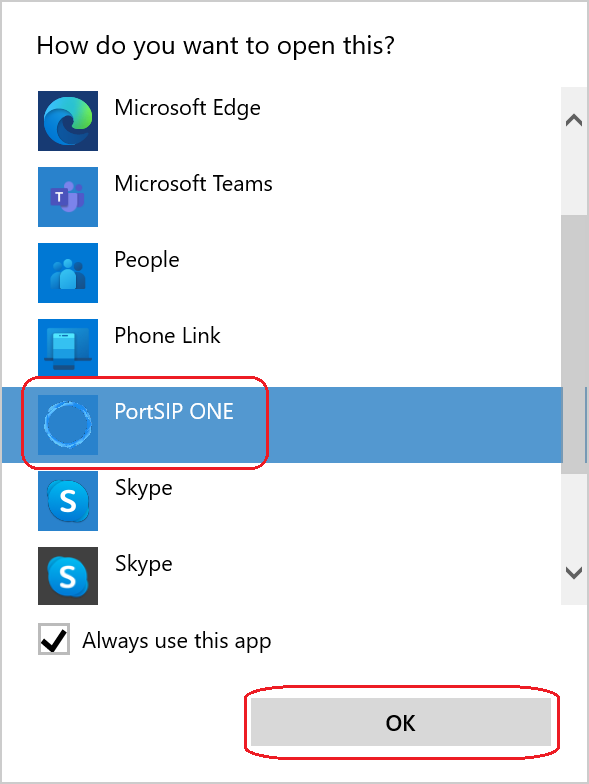 How do you want to open this?
Microsoft Edge
T
Microsoft Teams
People
Phone Link
PortSIP ONE
S
Skype
S
Skype
Always use this app
OK